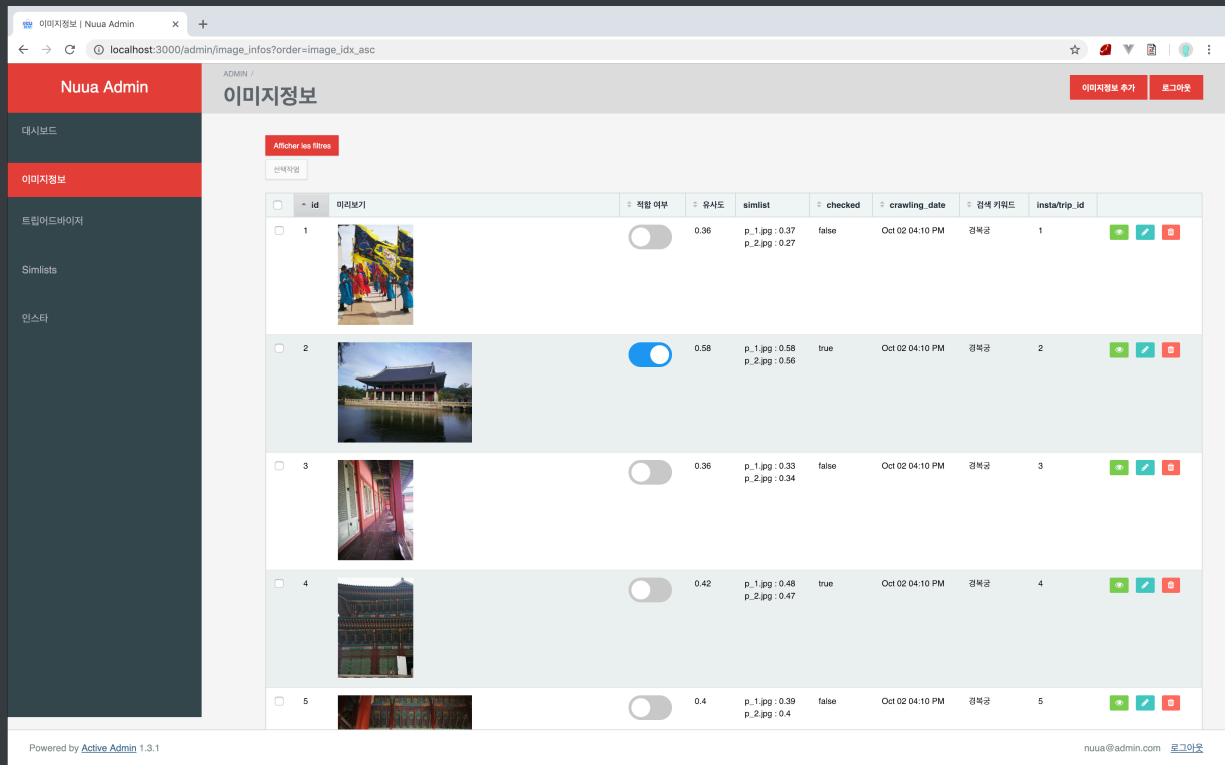 이미지정보 | Nuua Admin
localhost:3000/admin/image_infos?order=image_idx_asc
Nuua Admin
ADMIN /
이미지정보
이미지정보 추가
로그아웃
대시보드
이미지정보
트립어드바이저
Simlists
인스타
Afficher les filtres
선택작업
id 미리보기 적합 여부 유사도 simlist checked crawling_date 검색 키워드 insta/trip_id
1 0.36 p_1.jpg : 0.37 false Oct 02 04:10 PM 경복궁 1
p_2.jpg : 0.27
2 0.58 p_1.jpg : 0.58 true Oct 02 04:10 PM 경복궁 2
p_2.jpg : 0.56
3 0.36 p_1.jpg : 0.33 false Oct 02 04:10 PM 경복궁 3
p_2.jpg : 0.34
4 0.42 p_1.jpg : 0.48 true Oct 02 04:10 PM 경복궁 4
p_2.jpg : 0.47
5 0.4 p_1.jpg : 0.39 false Oct 02 04:10 PM 경복궁 5
p_2.jpg : 0.4
Powered by Active Admin 1.3.1
nuua@admin.com 로그아웃